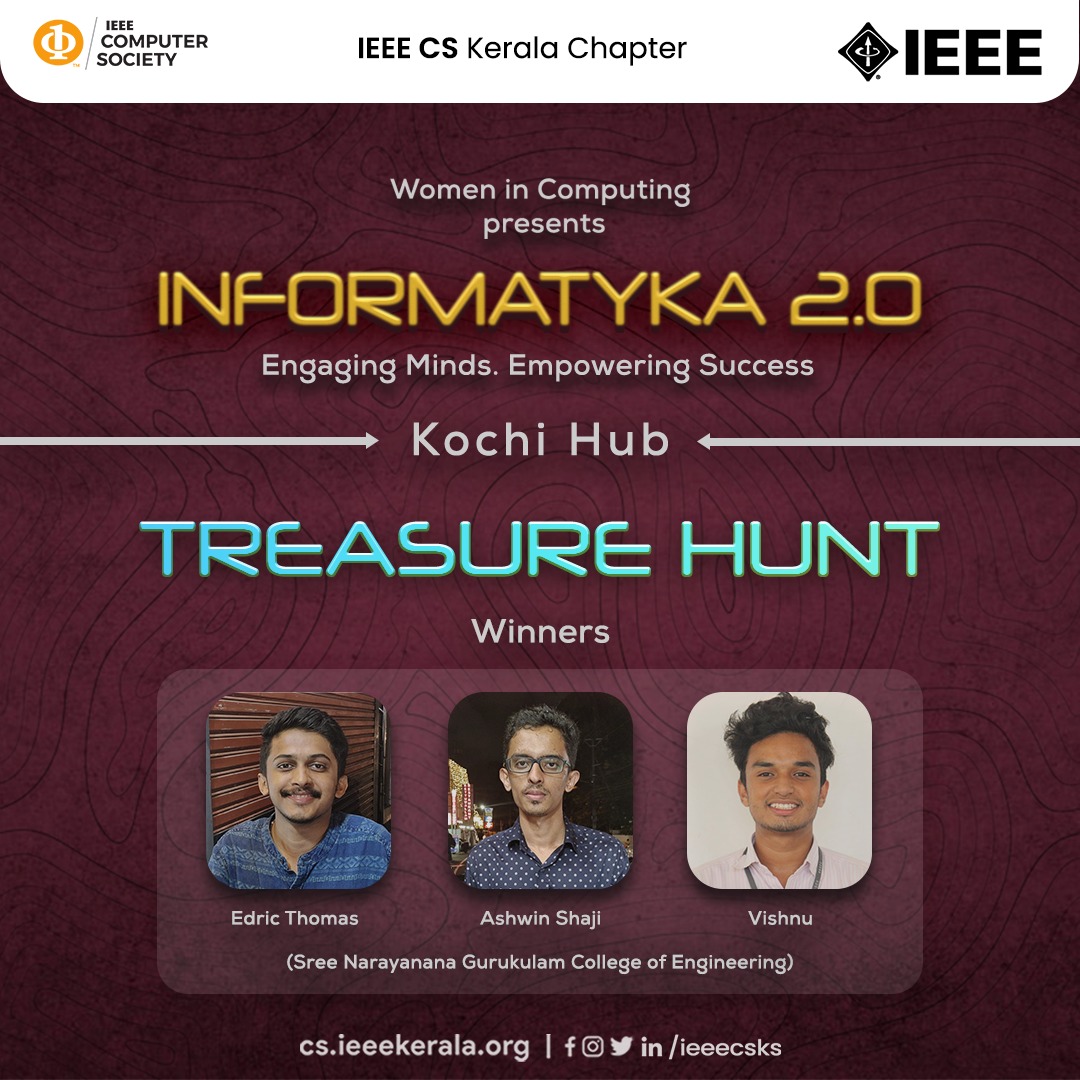 IEEE
COMPUTER
SOCIETY
IEEE CS Kerala Chapter
IEEE
Women in Computing
presents
INFORMATYKA 2.0
Engaging Minds. Empowering Success
Kochi Hub
TREASURE HUNT
Winners
Edric Thomas
Ashwin Shaji
Vishnu
(Sree Narayanana Gurukulam College of Engineering)
cs.ieeekerala.org | /ieeecsks